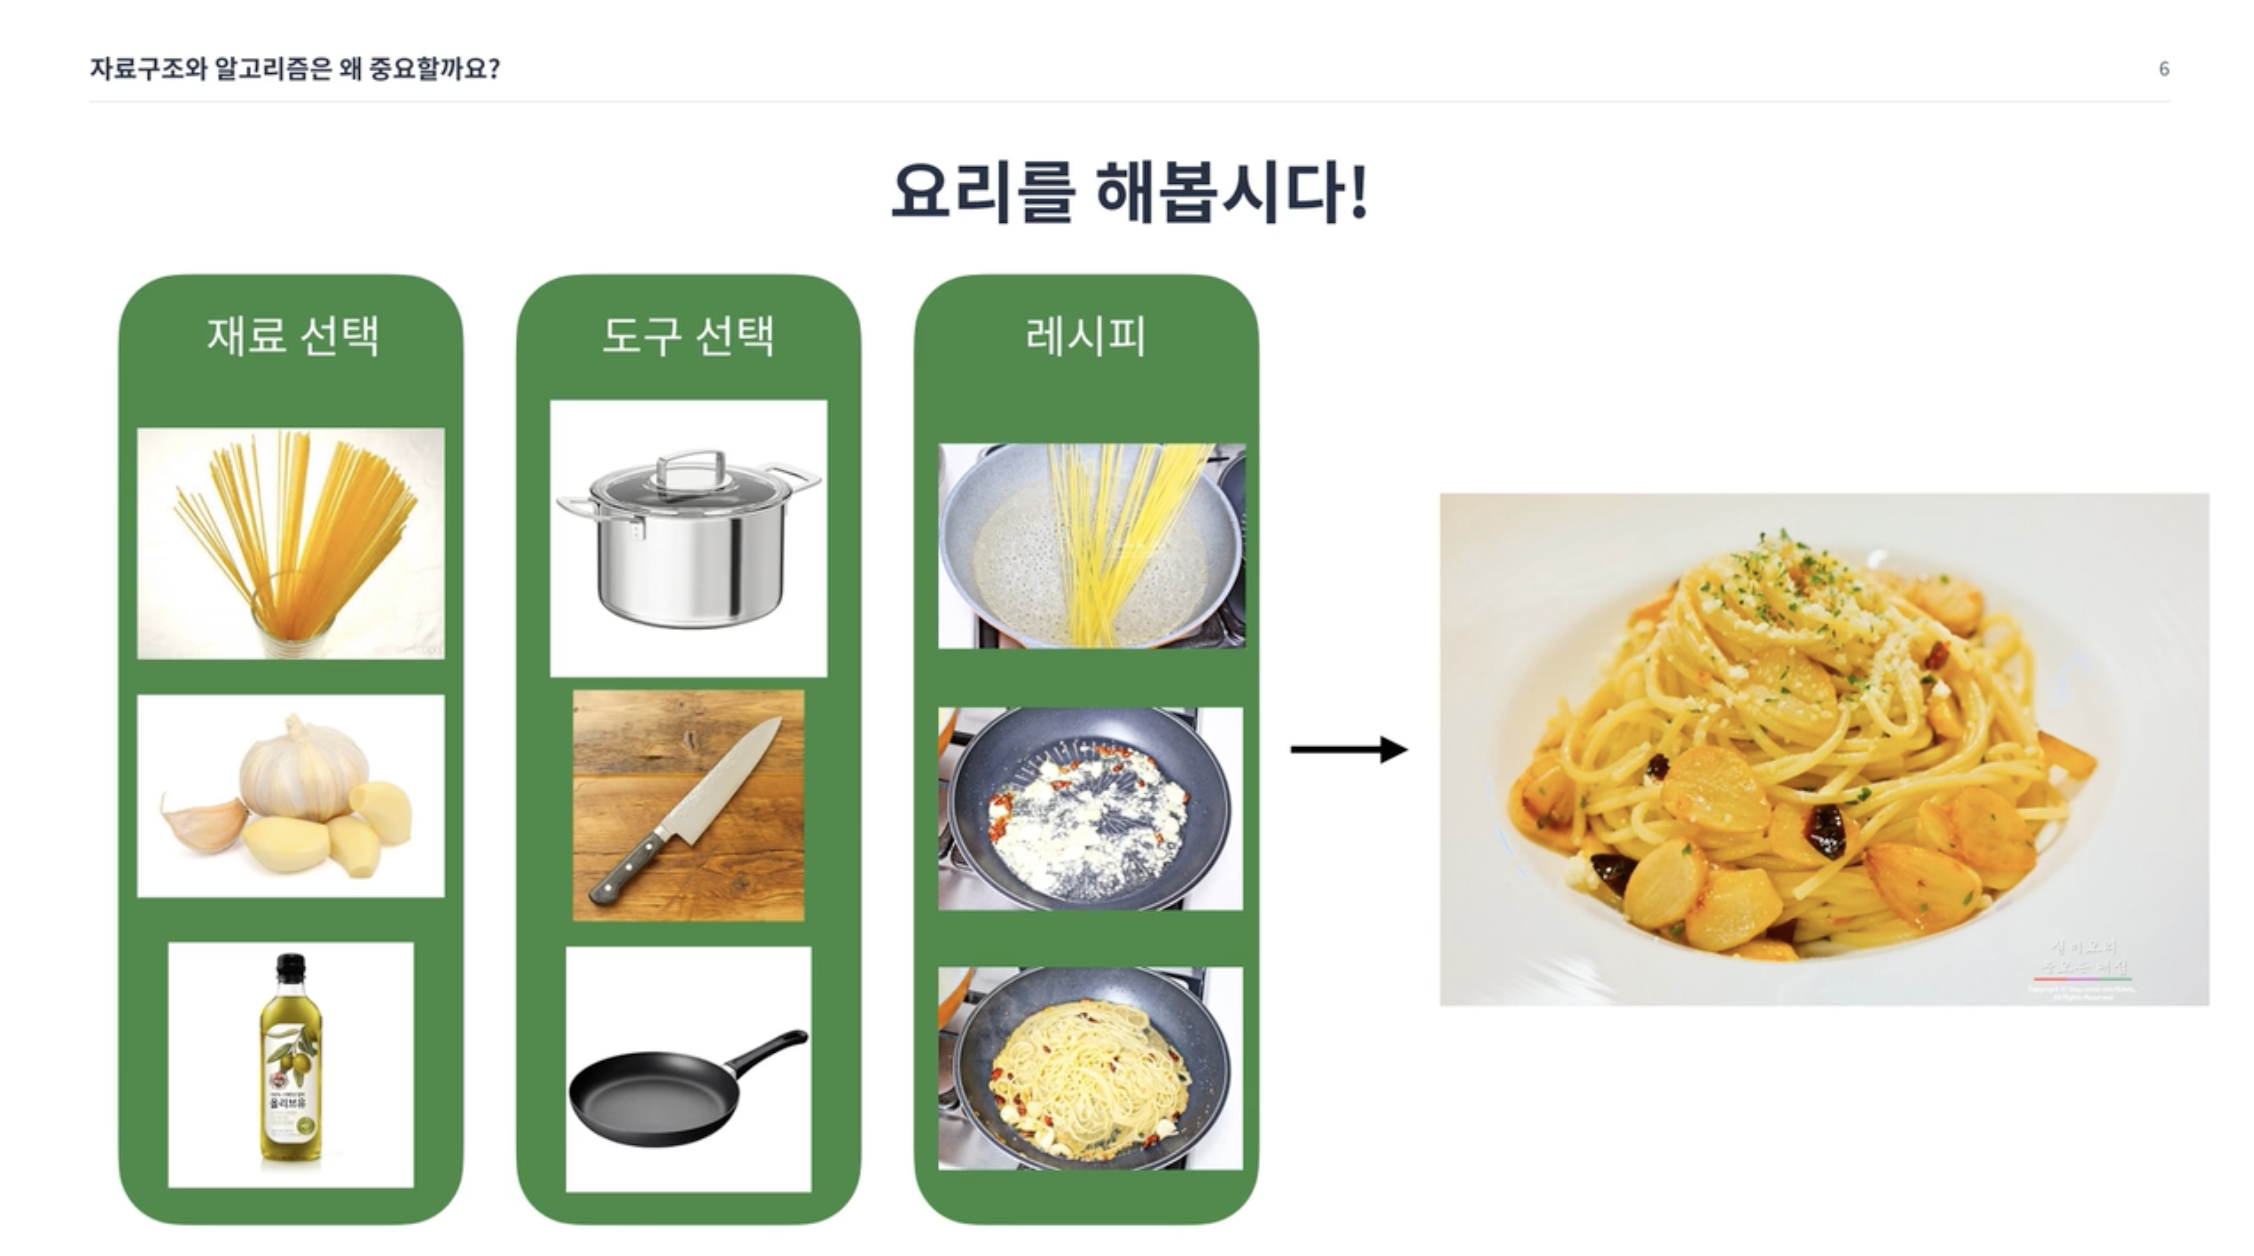 자료구조와 알고리즘은 왜 중요할까요?
6
요리를 해봅시다!
재료 선택
도구 선택
레시피
올리브유